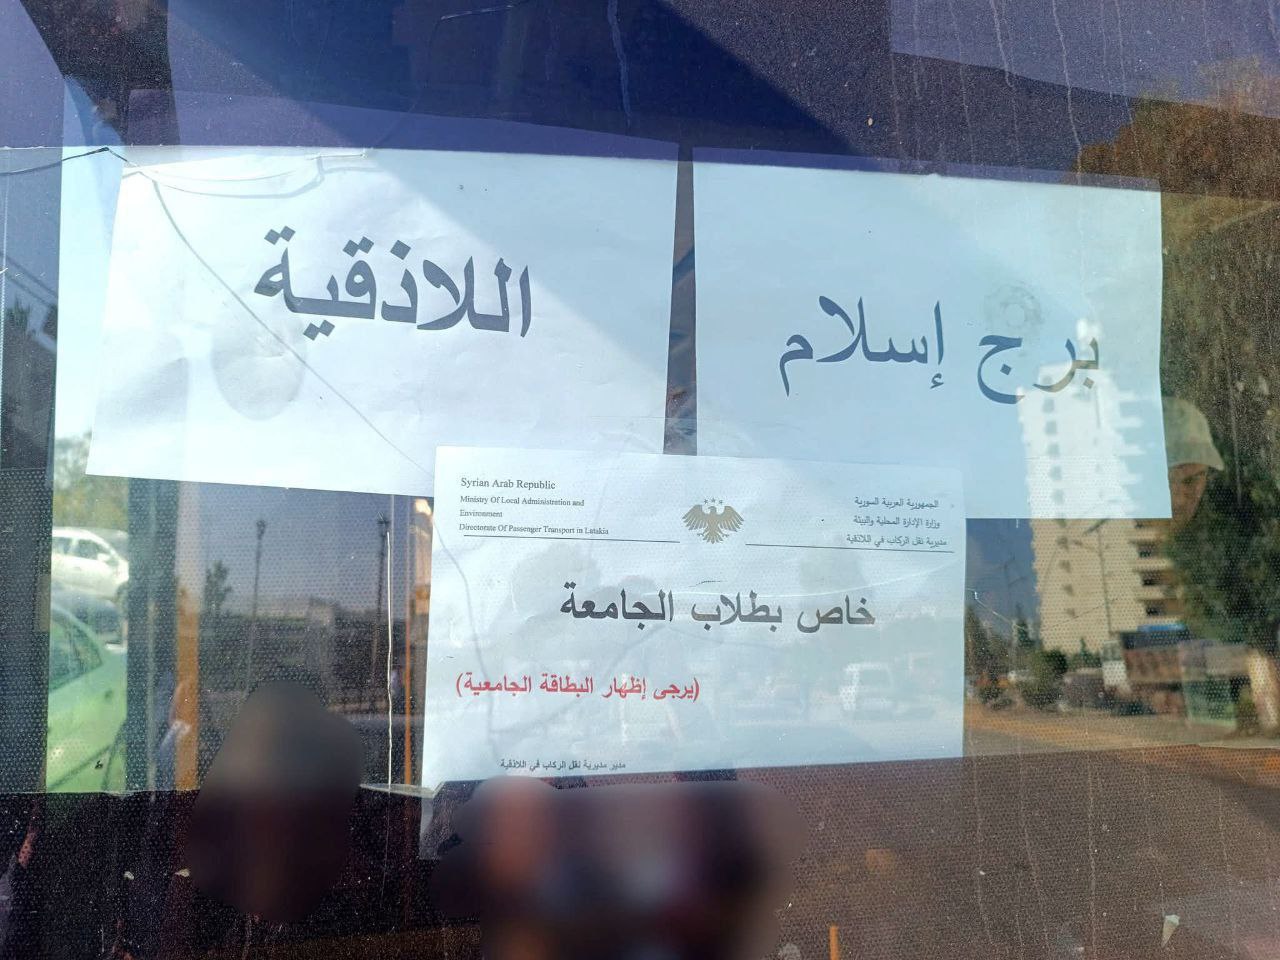 برج إسلام
اللاذقية
Syrian Arab Republic
Ministry Of Local Administration and
Environment
Directorate Of Passenger Transport in Latakia
الجمهورية العربية السورية
وزارة الإدارة المحلية والبيئة
مديرية نقل الركاب في اللاذقية
خاص بطلاب الجامعة
(يرجى إظهار البطاقة الجامعية)
مدير مديرية نقل الركاب في اللاذقية